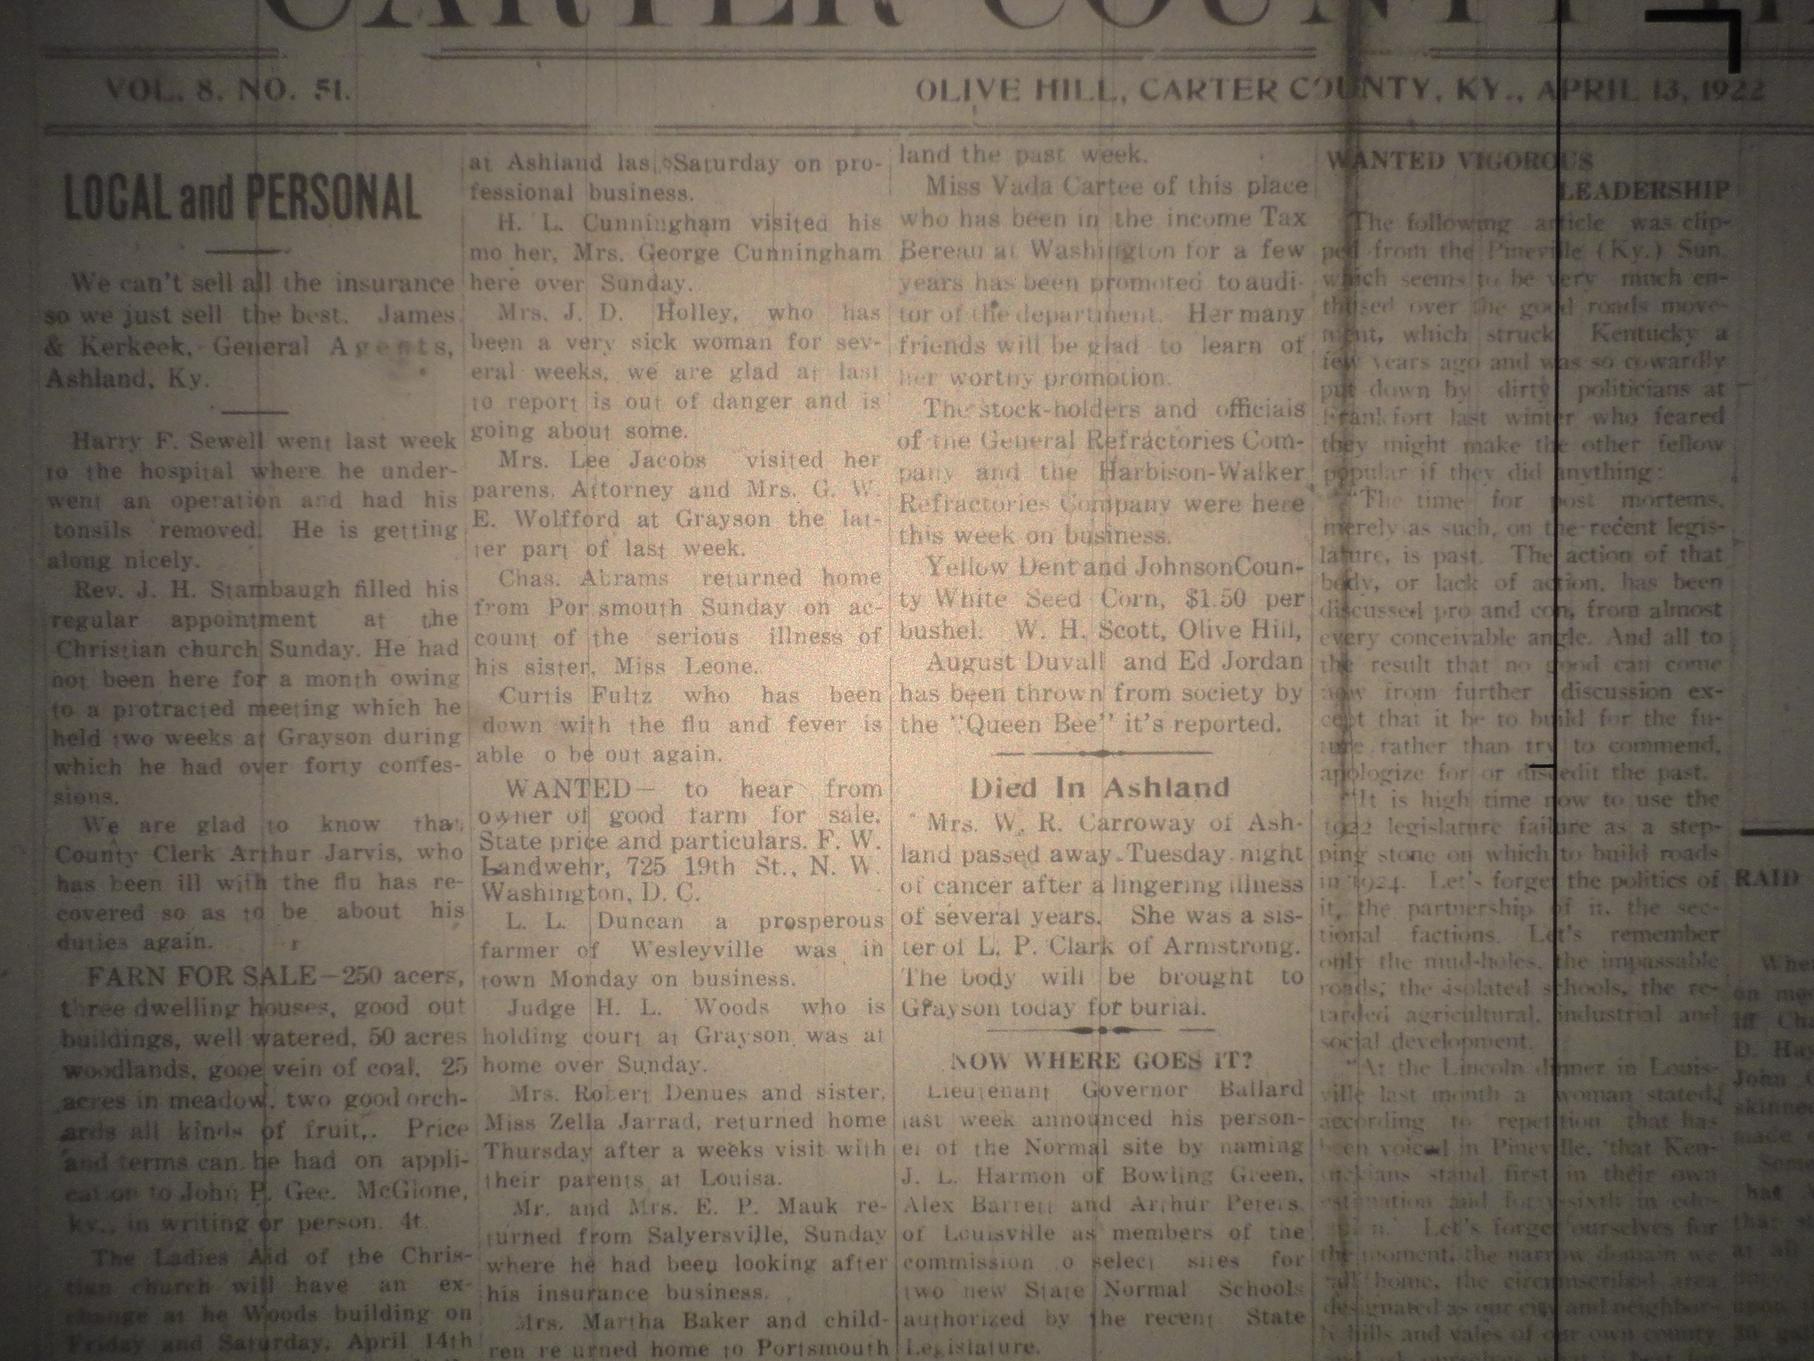 CARTER COUNTY
VOL. 8. NO. 51.
OLIVE HILL, CARTER COUNTY, KY., APRIL 13, 1922
LOCAL and PERSONAL
We can't sell all the insurance
so we just sell the best. James
& Kerkeek, General Agents,
Ashland, Ky.
Harry F. Sewell went last week
to the hospital where he under-
went an operation and had his
tonsils removed. He is getting
along nicely.
Rev. J. H. Stambaugh filled his
regular appointment at the
Christian church Sunday. He had
not been here for a month owing
to a protracted meeting which he
held two weeks at Grayson during
which he had over forty confes-
sions.
We are glad to know that
County Clerk Arthur Jarvis, who
has been ill with the flu has re-
covered so as to be about his
duties again.
FARN FOR SALE—250 acers,
three dwelling houses, good out
buildings, well watered, 50 acres
woodlands, gooe vein of coal, 25
acres in meadow, two good orch-
ards all kinds of fruit,. Price
and terms can be had on appli-
cation to John P. Gee. McGlone,
ky., in writing or person. 4t.
The Ladies Aid of the Chris-
tian church will have an ex-
change at he Woods building on
Friday and Saturday, April 14th
at Ashland las Saturday on pro-
fessional business.
H. L. Cunningham visited his
mo her, Mrs. George Cunningham
here over Sunday.
Mrs. J. D. Holley, who has
been a very sick woman for sev-
eral weeks, we are glad at last
to report is out of danger and is
going about some.
Mrs. Lee Jacobs visited her
parens, Attorney and Mrs. G. W.
E. Wolfford at Grayson the lat-
ter part of last week.
Chas. Abrams returned home
from Por smouth Sunday on ac-
count of the serious illness of
his sister, Miss Leone.
Curtis Fultz who has been
down with the flu and fever is
able o be out again.
WANTED— to hear from
owner of good farm for sale.
State price and particulars. F. W.
Landwehr, 725 19th St., N. W.
Washington, D. C.
L. L. Duncan a prosperous
farmer of Wesleyville was in
town Monday on business.
Judge H. L. Woods who is
holding court at Grayson was at
home over Sunday.
Mrs. Robert Denues and sister,
Miss Zella Jarrad, returned home
Thursday after a weeks visit with
their parents at Louisa.
Mr. and Mrs. E. P. Mauk re-
turned from Salyersville, Sunday
where he had been looking after
his insurance business.
Mrs. Martha Baker and child-
ren re urned home to Portsmouth
land the past week.
Miss Vada Cartee of this place
who has been in the income Tax
Bereau at Washington for a few
years has been promoted to audi-
tor of the department. Her many
friends will be glad to learn of
her worthy promotion.
The stock-holders and officials
of the General Refractories Com-
pany and the Harbison-Walker
Refractories Company were here
this week on business.
Yellow Dent and Johnson Coun-
ty White Seed Corn, $1.50 per
bushel. W. H. Scott, Olive Hill,
August Duvall and Ed Jordan
has been thrown from society by
the "Queen Bee" it's reported.
Died In Ashland
Mrs. W. R. Carroway of Ash-
land passed away Tuesday night
of cancer after a lingering illness
of several years. She was a sis-
ter of L. P. Clark of Armstrong.
The body will be brought to
Grayson today for burial.
NOW WHERE GOES IT?
Lieutenant Governor Ballard
last week announced his person-
el of the Normal site by naming
J. L. Harmon of Bowling Green,
Alex Barrett and Arthur Peters
of Louisville as members of the
commission o select sites for
two new State Normal Schools
authorized by the recent State
Legislature.
WANTED VIGOROUS
LEADERSHIP
The following article was clip-
ped from the Pineville (Ky.) Sun,
which seems to be very much en-
thused over the good roads move-
ment, which struck Kentucky a
few years ago and was so cowardly
put down by dirty politicians at
Frankfort last winter who feared
they might make the other fellow
popular if they did anything:
"The time for post mortems,
merely as such, on the recent legis-
lature, is past. The action of that
body, or lack of action, has been
discussed pro and con, from almost
every conceivable angle. And all to
the result that no good can come
now from further discussion ex-
cept that it be to build for the fu-
ture rather than try to commend,
apologize for or discedit the past.
"It is high time now to use the
1922 legislature failure as a step-
ping stone on which to build roads
in 1924. Let's forget the politics of
it, the partnership of it, the sec-
tional factions. Let's remember
only the mud-holes, the impassable
roads; the isolated schools, the re-
tarded agricultural, industrial and
social development.
"At the Lincoln dinner in Louis-
ville last month a woman stated,
according to repetition that has
been voiced in Pineville, 'that Ken-
tuckians stand first in their own
estimation and forty-sixth in edu-
Let's forget ourselves for
the moment, the narrow domain we
call home, the circumscribed area
designated as our city and neighbor-
hills and vales of our own county
RAID